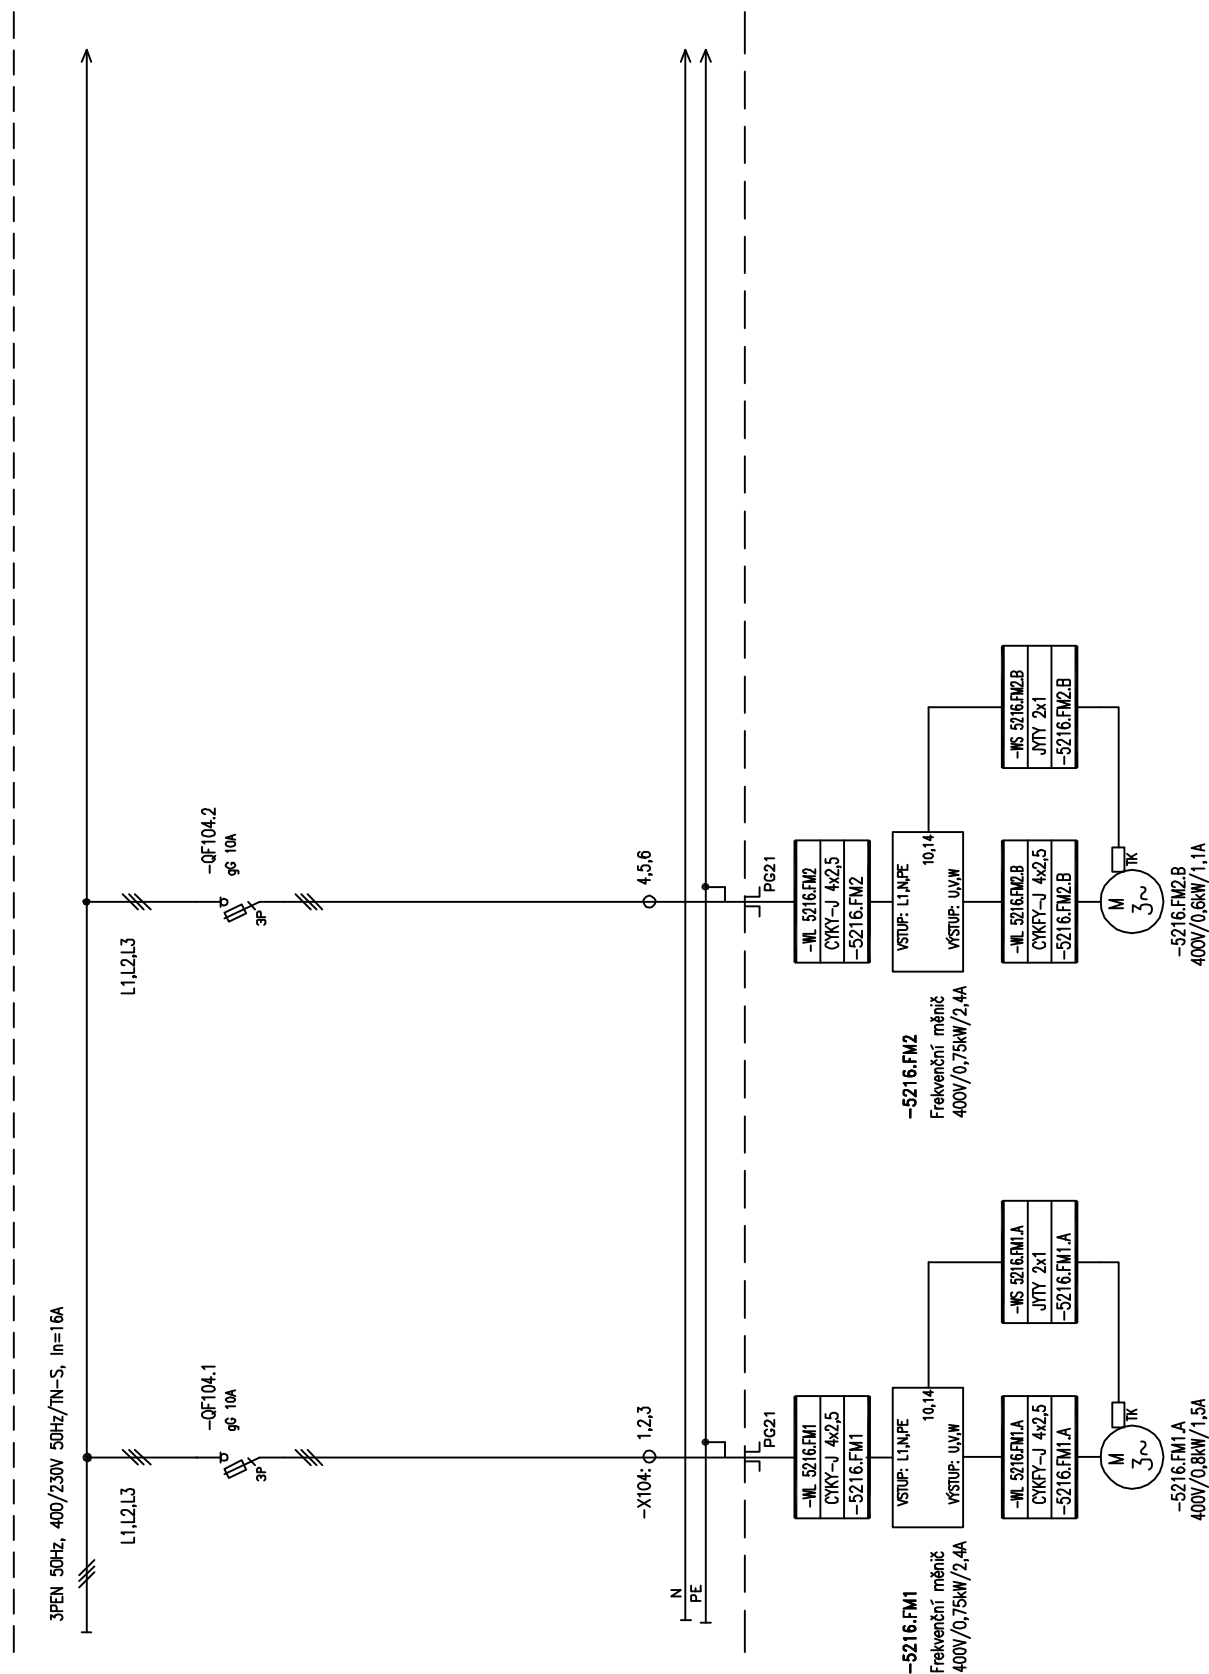 3PEN 50Hz, 400/230V 50Hz/TN-S, In=16A
L1,L2,L3
-QF104.1
gG 10A
3P
L1,L2,L3
-QF104.2
gG 10A
3P
-X104: 1,2,3
4,5,6
N
PE
PG21
PG21
-WL 5216.FM1
CYKY-J 4x2,5
-5216.FM1
-WL 5216.FM2
CYKY-J 4x2,5
-5216.FM2
-5216.FM1
Frekvenční měnič
400V/0,75kW/2,4A
VSTUP: L1,N,PE
10,14
VÝSTUP: U,V,W
-5216.FM2
Frekvenční měnič
400V/0,75kW/2,4A
VSTUP: L1,N,PE
10,14
VÝSTUP: U,V,W
-WL 5216.FM1.A
CYKFY-J 4x2,5
-5216.FM1.A
-WS 5216.FM1.A
JYTY 2x1
-5216.FM1.A
-WL 5216.FM2.B
CYKFY-J 4x2,5
-5216.FM2.B
-WS 5216.FM2.B
JYTY 2x1
-5216.FM2.B
M
3~
TK
-5216.FM1.A
400V/0,8kW/1,5A
M
3~
TK
-5216.FM2.B
400V/0,6kW/1,1A